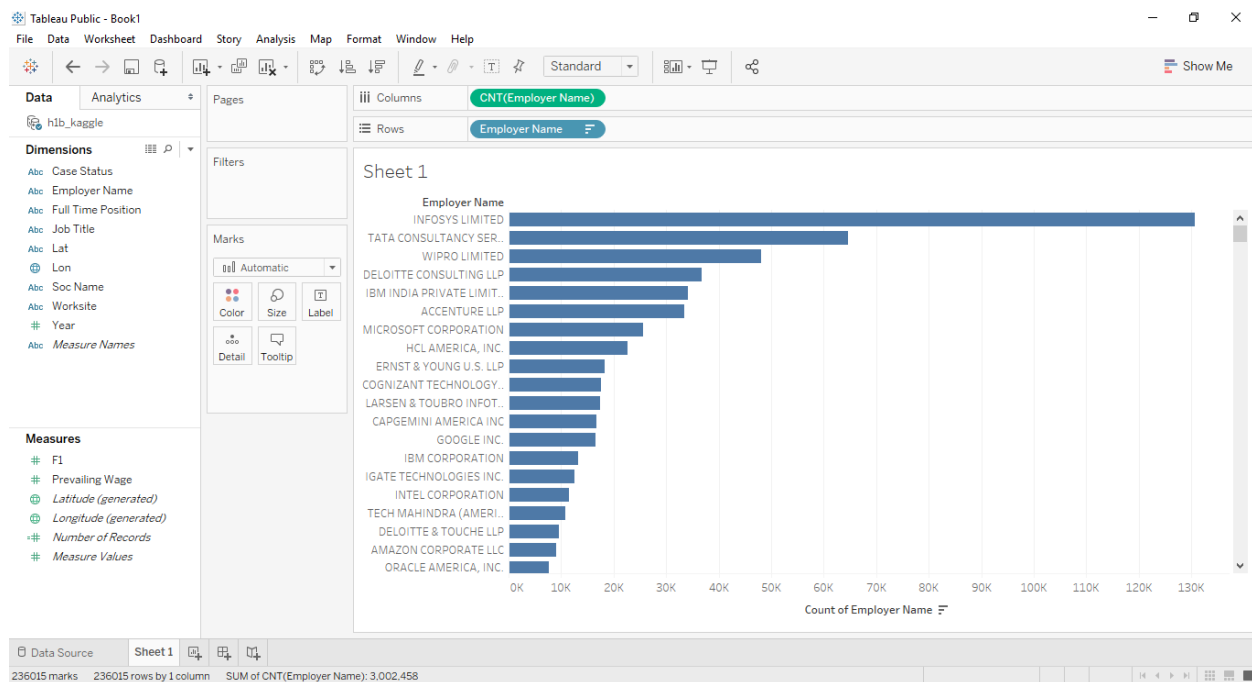 Tableau Public - Book1
File Data Worksheet Dashboard Story Analysis Map Format Window Help
Standard
Show Me
Data Analytics
h1b_kaggle
Dimensions
Abc Case Status
Abc Employer Name
Abc Full Time Position
Abc Job Title
Abc Lat
Lon
Abc Soc Name
Abc Worksite
# Year
Abc Measure Names
Measures
# F1
# Prevailing Wage
Latitude (generated)
Longitude (generated)
=# Number of Records
# Measure Values
Pages
Filters
Marks
Automatic
Color Size Label
Detail Tooltip
Columns CNT(Employer Name)
Rows Employer Name
Sheet 1
Employer Name
INFOSYS LIMITED
TATA CONSULTANCY SER..
WIPRO LIMITED
DELOITTE CONSULTING LLP
IBM INDIA PRIVATE LIMIT..
ACCENTURE LLP
MICROSOFT CORPORATION
HCL AMERICA, INC.
ERNST & YOUNG U.S. LLP
COGNIZANT TECHNOLOGY..
LARSEN & TOUBRO INFOT..
CAPGEMINI AMERICA INC
GOOGLE INC.
IBM CORPORATION
IGATE TECHNOLOGIES INC.
INTEL CORPORATION
TECH MAHINDRA (AMERI..
DELOITTE & TOUCHE LLP
AMAZON CORPORATE LLC
ORACLE AMERICA, INC.
0K 10K 20K 30K 40K 50K 60K 70K 80K 90K 100K 110K 120K 130K
Count of Employer Name
Data Source Sheet 1
236015 marks 236015 rows by 1 column SUM of CNT(Employer Name): 3,002,458